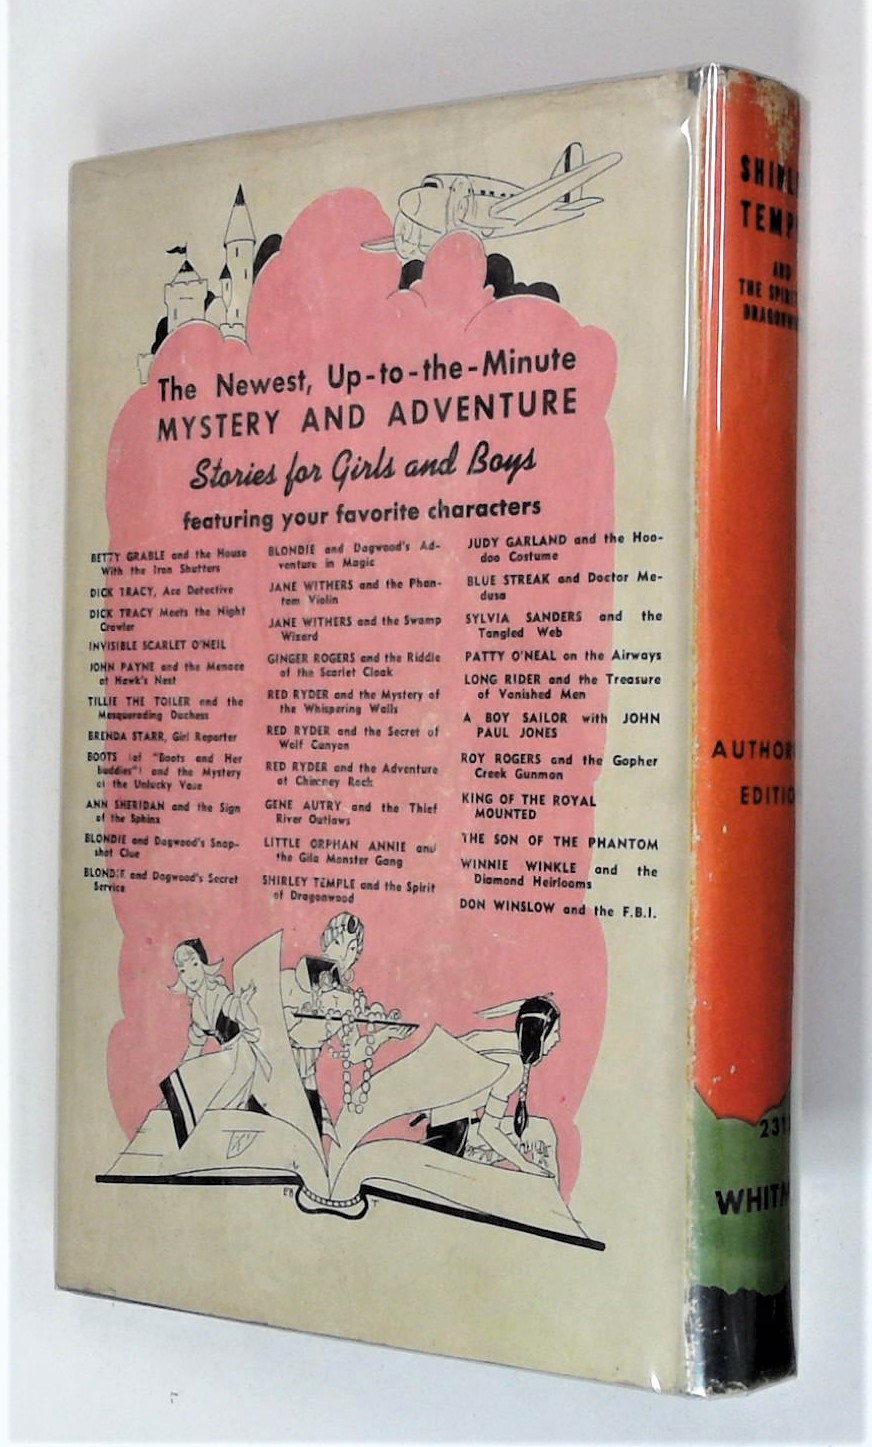 The Newest, Up-to-the-Minute
MYSTERY AND ADVENTURE
Stories for Girls and Boys
featuring your favorite characters
BETTY GRABLE and the House
With the Iron Shutters
DICK TRACY, Ace Detective
DICK TRACY Meets the Night
Crawler
INVISIBLE SCARLET O'NEIL
JOHN PAYNE and the Menace
at Hawk's Nest
TILLIE THE TOILER and the
Masquerading Duchess
BRENDA STARR, Girl Reporter
BOOTS (of "Boots and Her
buddies") and the Mystery
of the Unlucky Vase
ANN SHERIDAN and the Sign
of the Sphinx
BLONDIE and Dagwood's Snap-
shot Clue
BLONDIE and Dagwood's Secret
Service
BLONDIE and Dagwood's Ad-
venture in Magic
JANE WITHERS and the Phan-
tom Violin
JANE WITHERS and the Swamp
Wizard
GINGER ROGERS and the Riddle
of the Scarlet Cloak
RED RYDER and the Mystery of
the Whispering Walls
RED RYDER and the Secret of
Wolf Canyon
RED RYDER and the Adventure
at Chimney Rock
GENE AUTRY and the Thief
River Outlaws
LITTLE ORPHAN ANNIE and
the Gila Monster Gang
SHIRLEY TEMPLE and the Spirit
of Dragonwood
JUDY GARLAND and the Hoo-
doo Costume
BLUE STREAK and Doctor Me-
dusa
SYLVIA SANDERS and the
Tangled Web
PATTY O'NEAL on the Airways
LONG RIDER and the Treasure
of Vanished Men
A BOY SAILOR with JOHN
PAUL JONES
ROY ROGERS and the Gopher
Creek Gunman
KING OF THE ROYAL
MOUNTED
THE SON OF THE PHANTOM
WINNIE WINKLE and the
Diamond Heirlooms
DON WINSLOW and the F.B.I.
SHIRL
TEMP
AND
THE SPIRI
DRAGONW
AUTHOR
EDITIO
231
WHITM